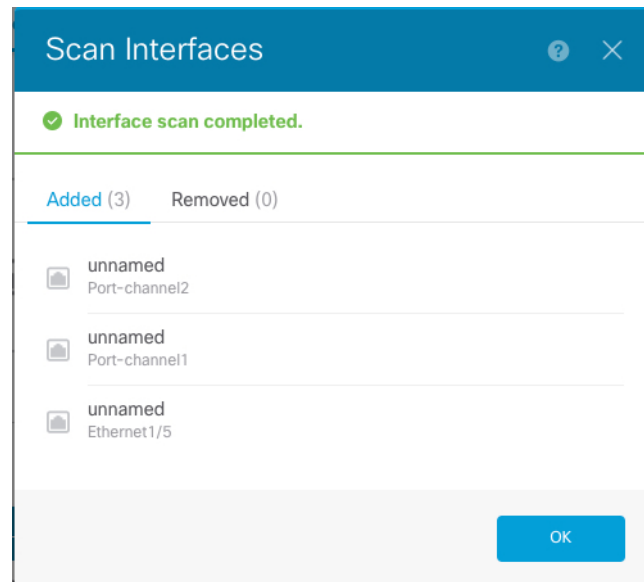 Scan Interfaces
Interface scan completed.
Added (3) Removed (0)
unnamed
Port-channel2
unnamed
Port-channel1
unnamed
Ethernet1/5
OK